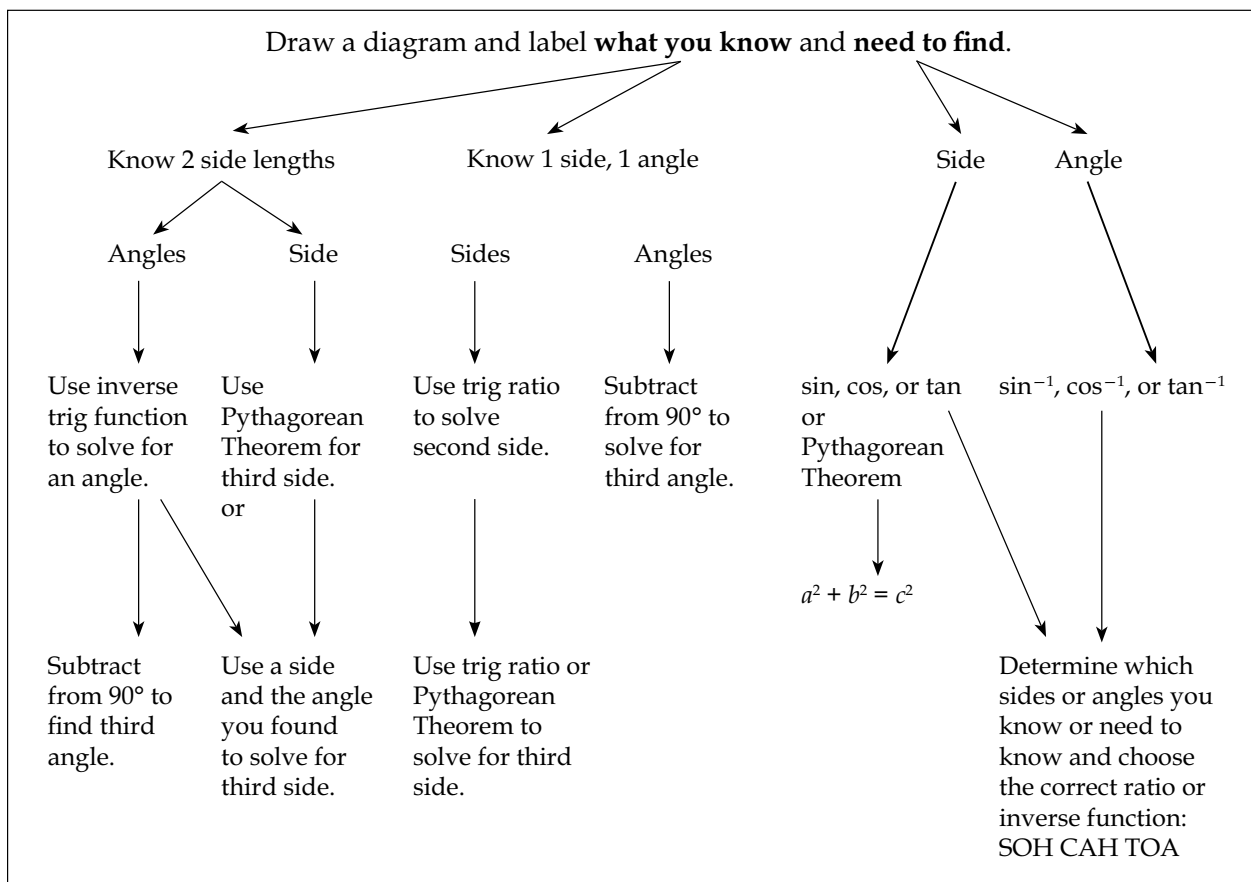 Draw a diagram and label what you know and need to find.
Know 2 side lengths
Know 1 side, 1 angle
Side
Angle
Angles
Side
Sides
Angles
Use inverse
trig function
to solve for
an angle.
Use
Pythagorean
Theorem for
third side.
or
Use trig ratio
to solve
second side.
Subtract
from 90° to
solve for
third angle.
sin, cos, or tan
or
Pythagorean
Theorem
sin⁻¹, cos⁻¹, or tan⁻¹
a² + b² = c²
Subtract
from 90° to
find third
angle.
Use a side
and the angle
you found
to solve for
third side.
Use trig ratio or
Pythagorean
Theorem to
solve for third
side.
Determine which
sides or angles you
know or need to
know and choose
the correct ratio or
inverse function:
SOH CAH TOA